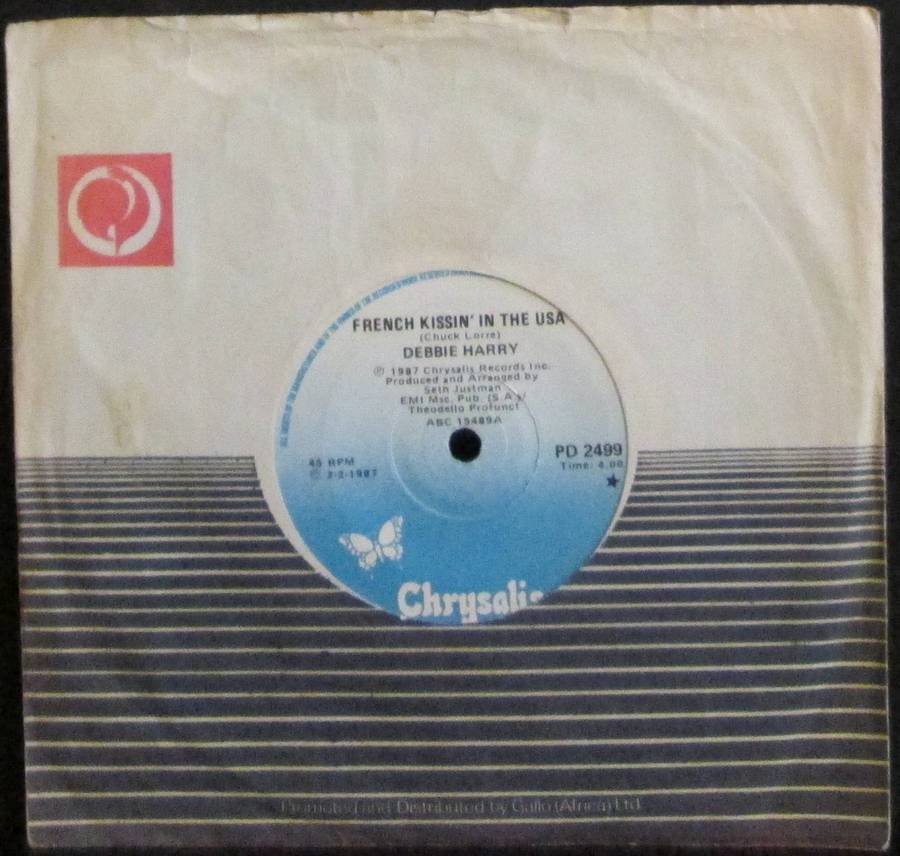 FRENCH KISSIN' IN THE USA
(Chuck Lorre)
DEBBIE HARRY
℗ 1987 Chrysalis Records Inc.
Produced and Arranged by
Seth Justman
EMI Msc. Pub. (S.A.)/
Theodello Profunct
ABC 15489A
PD 2499
Time: 4.00
45 RPM
2-2-1987
Chrysalis
Promoted and Distributed by Gallo (Africa) Ltd.